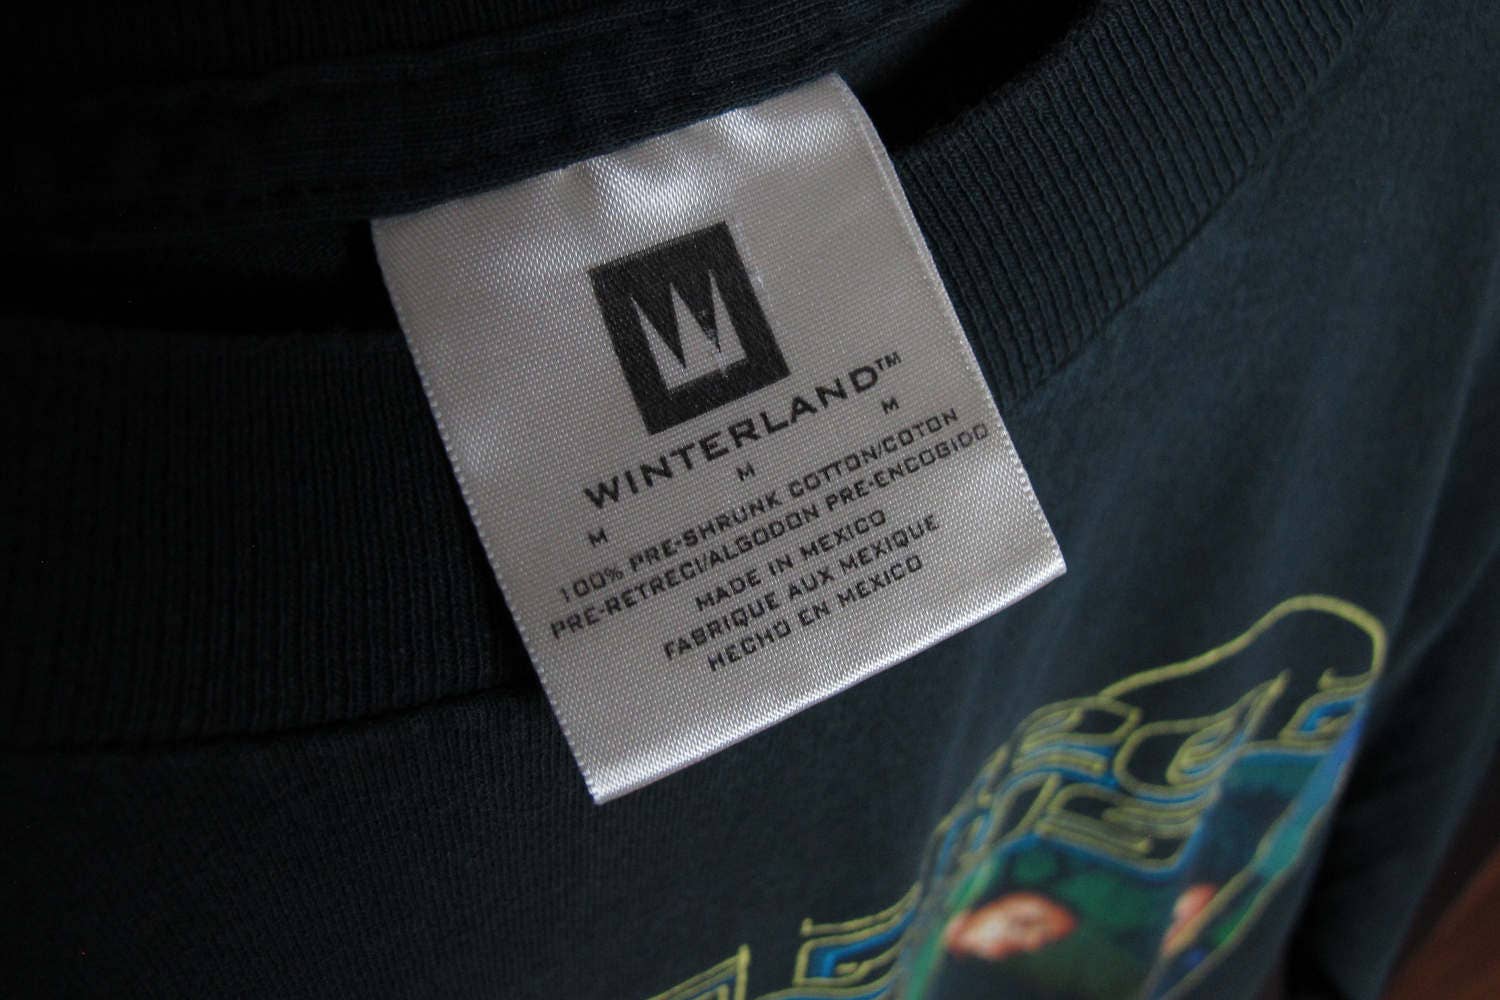 W
WINTERLAND™
M M M
100% PRE-SHRUNK COTTON/COTON
PRE-RETRECI/ALGODON PRE-ENCOGIDO
MADE IN MEXICO
FABRIQUE AUX MEXIQUE
HECHO EN MEXICO